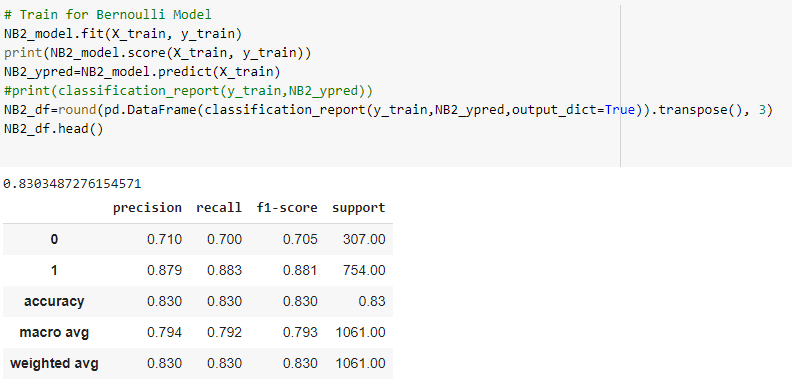 # Train for Bernoulli Model
NB2_model.fit(X_train, y_train)
print(NB2_model.score(X_train, y_train))
NB2_ypred=NB2_model.predict(X_train)
#print(classification_report(y_train,NB2_ypred))
NB2_df=round(pd.DataFrame(classification_report(y_train,NB2_ypred,output_dict=True)).transpose(), 3)
NB2_df.head()
0.8303487276154571
precision recall f1-score support
0 0.710 0.700 0.705 307.00
1 0.879 0.883 0.881 754.00
accuracy 0.830 0.830 0.830 0.83
macro avg 0.794 0.792 0.793 1061.00
weighted avg 0.830 0.830 0.830 1061.00